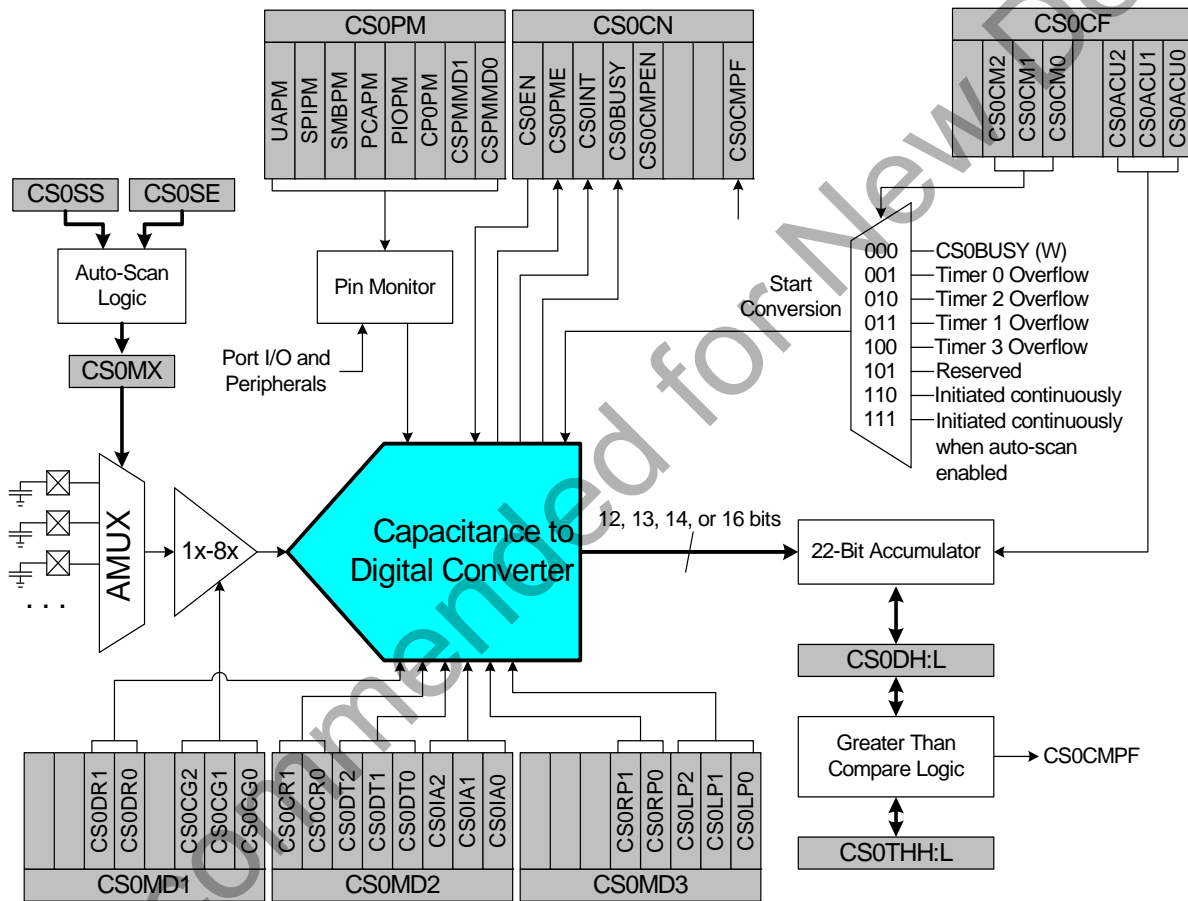 CS0PM
UAPM
SPIPM
SMBPM
PCAPM
PIOPM
CP0PM
CSPMMD1
CSPMMD0
CS0CN
CS0EN
CS0PME
CS0INT
CS0BUSY
CS0CMPEN
CS0CMPF
CS0CF
CS0CM2
CS0CM1
CS0CM0
CS0ACU2
CS0ACU1
CS0ACU0
CS0SS
CS0SE
Auto-Scan
Logic
CS0MX
Pin Monitor
Port I/O and
Peripherals
Start
Conversion
000 CS0BUSY (W)
001 Timer 0 Overflow
010 Timer 2 Overflow
011 Timer 1 Overflow
100 Timer 3 Overflow
101 Reserved
110 Initiated continuously
111 Initiated continuously
when auto-scan
enabled
AMUX
. . .
1x-8x
Capacitance to
Digital Converter
12, 13, 14, or 16 bits
22-Bit Accumulator
CS0DH:L
Greater Than
Compare Logic
CS0CMPF
CS0THH:L
CS0DR1
CS0DR0
CS0CG2
CS0CG1
CS0CG0
CS0MD1
CS0CR1
CS0CR0
CS0DT2
CS0DT1
CS0DT0
CS0IA2
CS0IA1
CS0IA0
CS0MD2
CS0RP1
CS0RP0
CS0LP2
CS0LP1
CS0LP0
CS0MD3
commended for New De